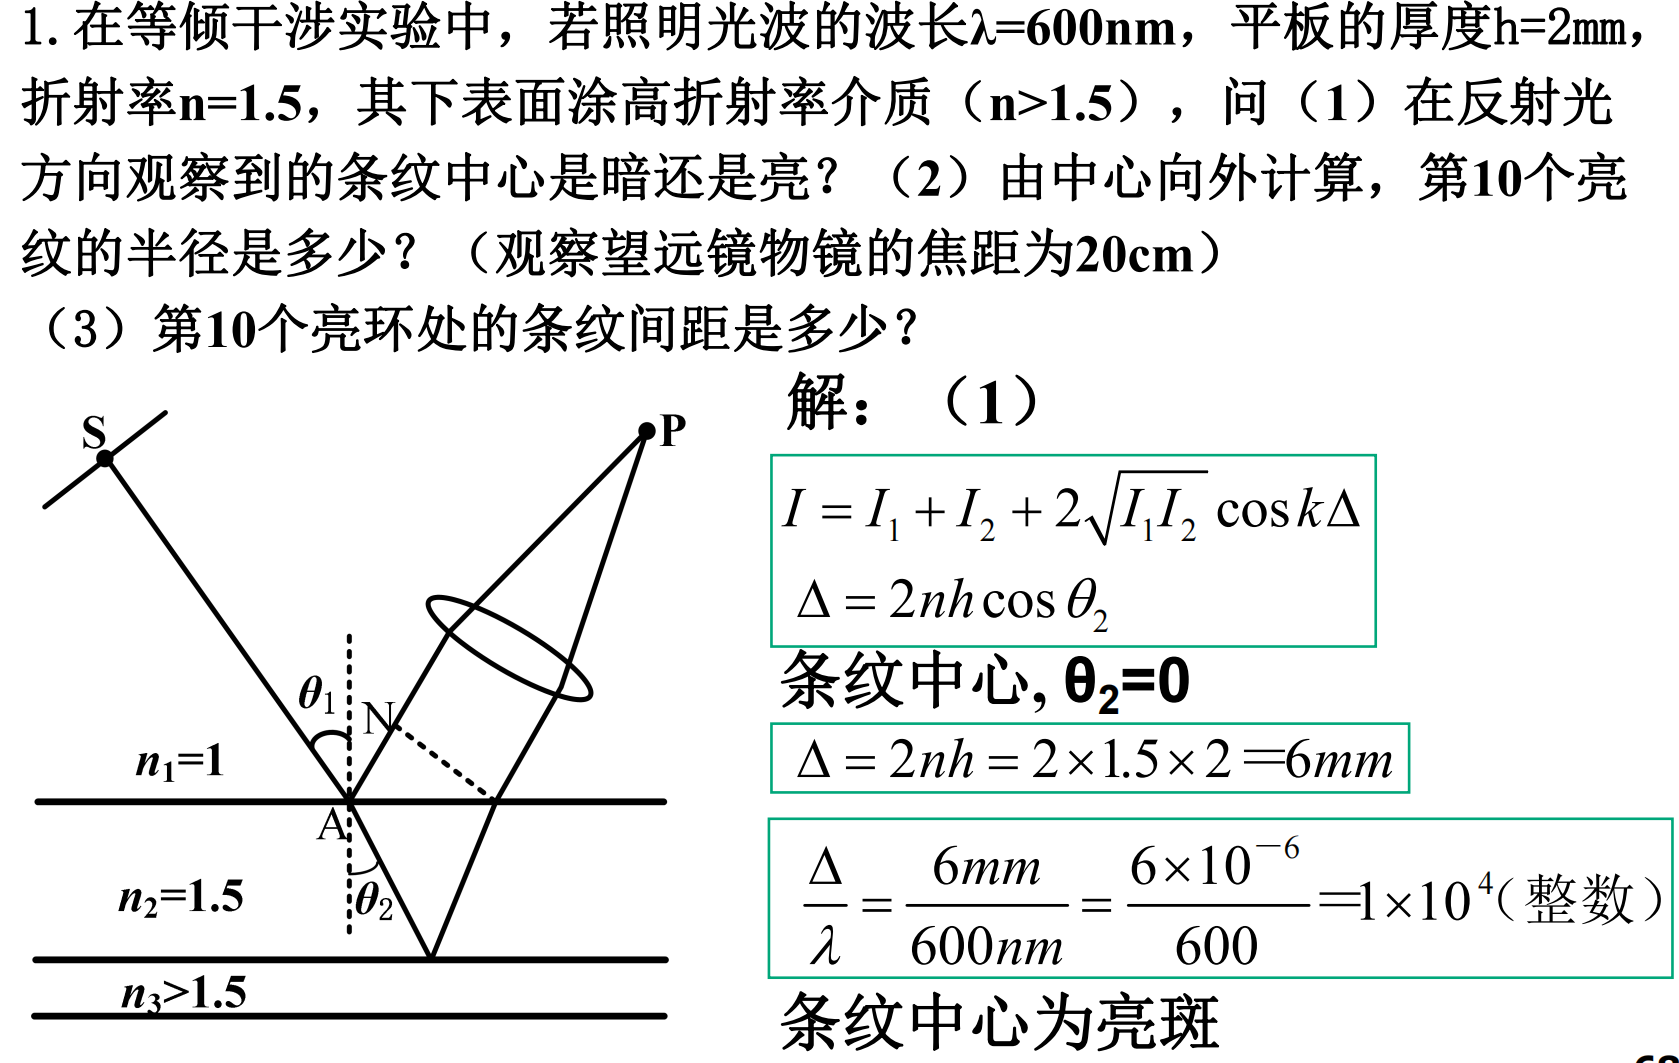 1. 在等倾干涉实验中，若照明光波的波长λ=600nm，平板的厚度h=2mm，
折射率n=1.5，其下表面涂高折射率介质（n>1.5），问（1）在反射光
方向观察到的条纹中心是暗还是亮？（2）由中心向外计算，第10个亮
纹的半径是多少？（观察望远镜物镜的焦距为20cm）
（3）第10个亮环处的条纹间距是多少？
解：（1）
S
P
I = I₁ + I₂ + 2√(I₁I₂) cos kΔ
Δ = 2nh cos θ₂
条纹中心, θ₂=0
θ₁
N
n₁=1
Δ = 2nh = 2×1.5×2=6mm
A
n₂=1.5
θ₂
Δ/λ = 6mm/600nm = 6×10⁻⁶/600 =1×10⁴(整数)
n₃>1.5
条纹中心为亮斑